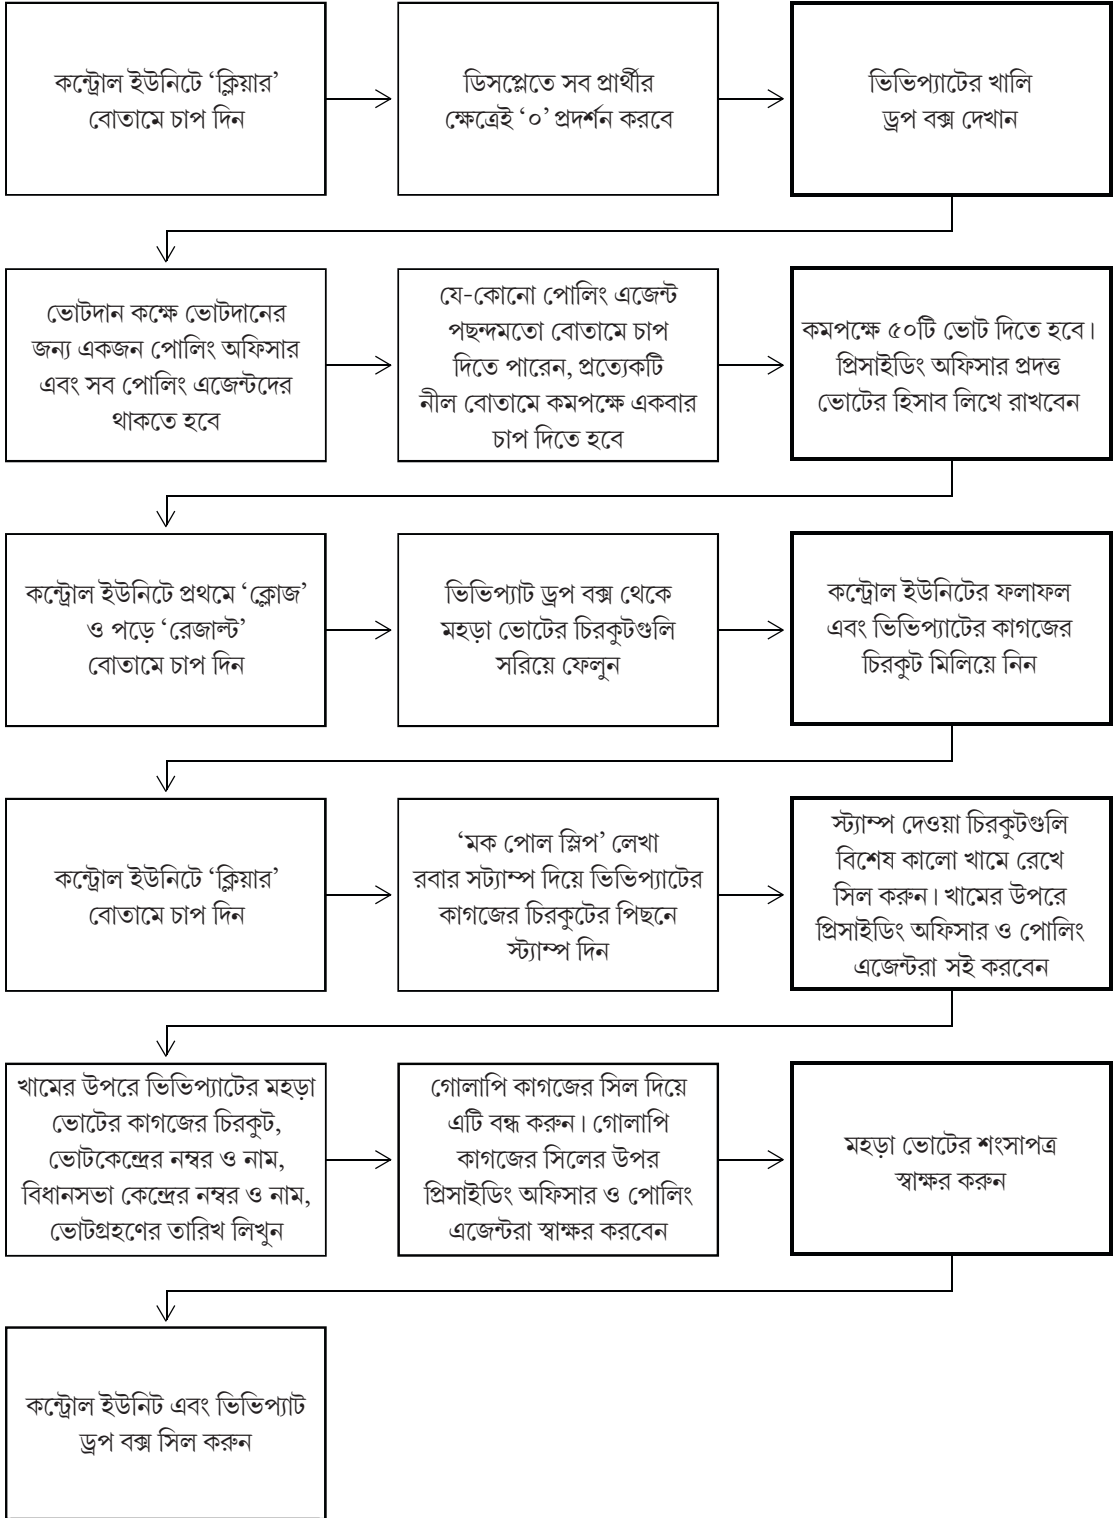 কন্ট্রোল ইউনিটে ‘ক্লিয়ার’
বোতামে চাপ দিন
ডিসপ্লেতে সব প্রার্থীর
ক্ষেত্রেই ‘০’ প্রদর্শন করবে
ভিভিপ্যাটের খালি
ড্রপ বক্স দেখান
ভোটদান কক্ষে ভোটদানের
জন্য একজন পোলিং অফিসার
এবং সব পোলিং এজেন্টদের
থাকতে হবে
যে-কোনো পোলিং এজেন্ট
পছন্দমতো বোতামে চাপ
দিতে পারেন, প্রত্যেকটি
নীল বোতামে কমপক্ষে একবার
চাপ দিতে হবে
কমপক্ষে ৫০টি ভোট দিতে হবে।
প্রিসাইডিং অফিসার প্রদত্ত
ভোটের হিসাব লিখে রাখবেন
কন্ট্রোল ইউনিটে প্রথমে ‘ক্লোজ’
ও পড়ে ‘রেজাল্ট’
বোতামে চাপ দিন
ভিভিপ্যাট ড্রপ বক্স থেকে
মহড়া ভোটের চিরকুটগুলি
সরিয়ে ফেলুন
কন্ট্রোল ইউনিটের ফলাফল
এবং ভিভিপ্যাটের কাগজের
চিরকুট মিলিয়ে নিন
কন্ট্রোল ইউনিটে ‘ক্লিয়ার’
বোতামে চাপ দিন
‘মক পোল স্লিপ’ লেখা
রবার সট্যাম্প দিয়ে ভিভিপ্যাটের
কাগজের চিরকুটের পিছনে
স্ট্যাম্প দিন
স্ট্যাম্প দেওয়া চিরকুটগুলি
বিশেষ কালো খামে রেখে
সিল করুন। খামের উপরে
প্রিসাইডিং অফিসার ও পোলিং
এজেন্টরা সই করবেন
খামের উপরে ভিভিপ্যাটের মহড়া
ভোটের কাগজের চিরকুট,
ভোটকেন্দ্রের নম্বর ও নাম,
বিধানসভা কেন্দ্রের নম্বর ও নাম,
ভোটগ্রহণের তারিখ লিখুন
গোলাপি কাগজের সিল দিয়ে
এটি বন্ধ করুন। গোলাপি
কাগজের সিলের উপর
প্রিসাইডিং অফিসার ও পোলিং
এজেন্টরা স্বাক্ষর করবেন
মহড়া ভোটের শংসাপত্র
স্বাক্ষর করুন
কন্ট্রোল ইউনিট এবং ভিভিপ্যাট
ড্রপ বক্স সিল করুন